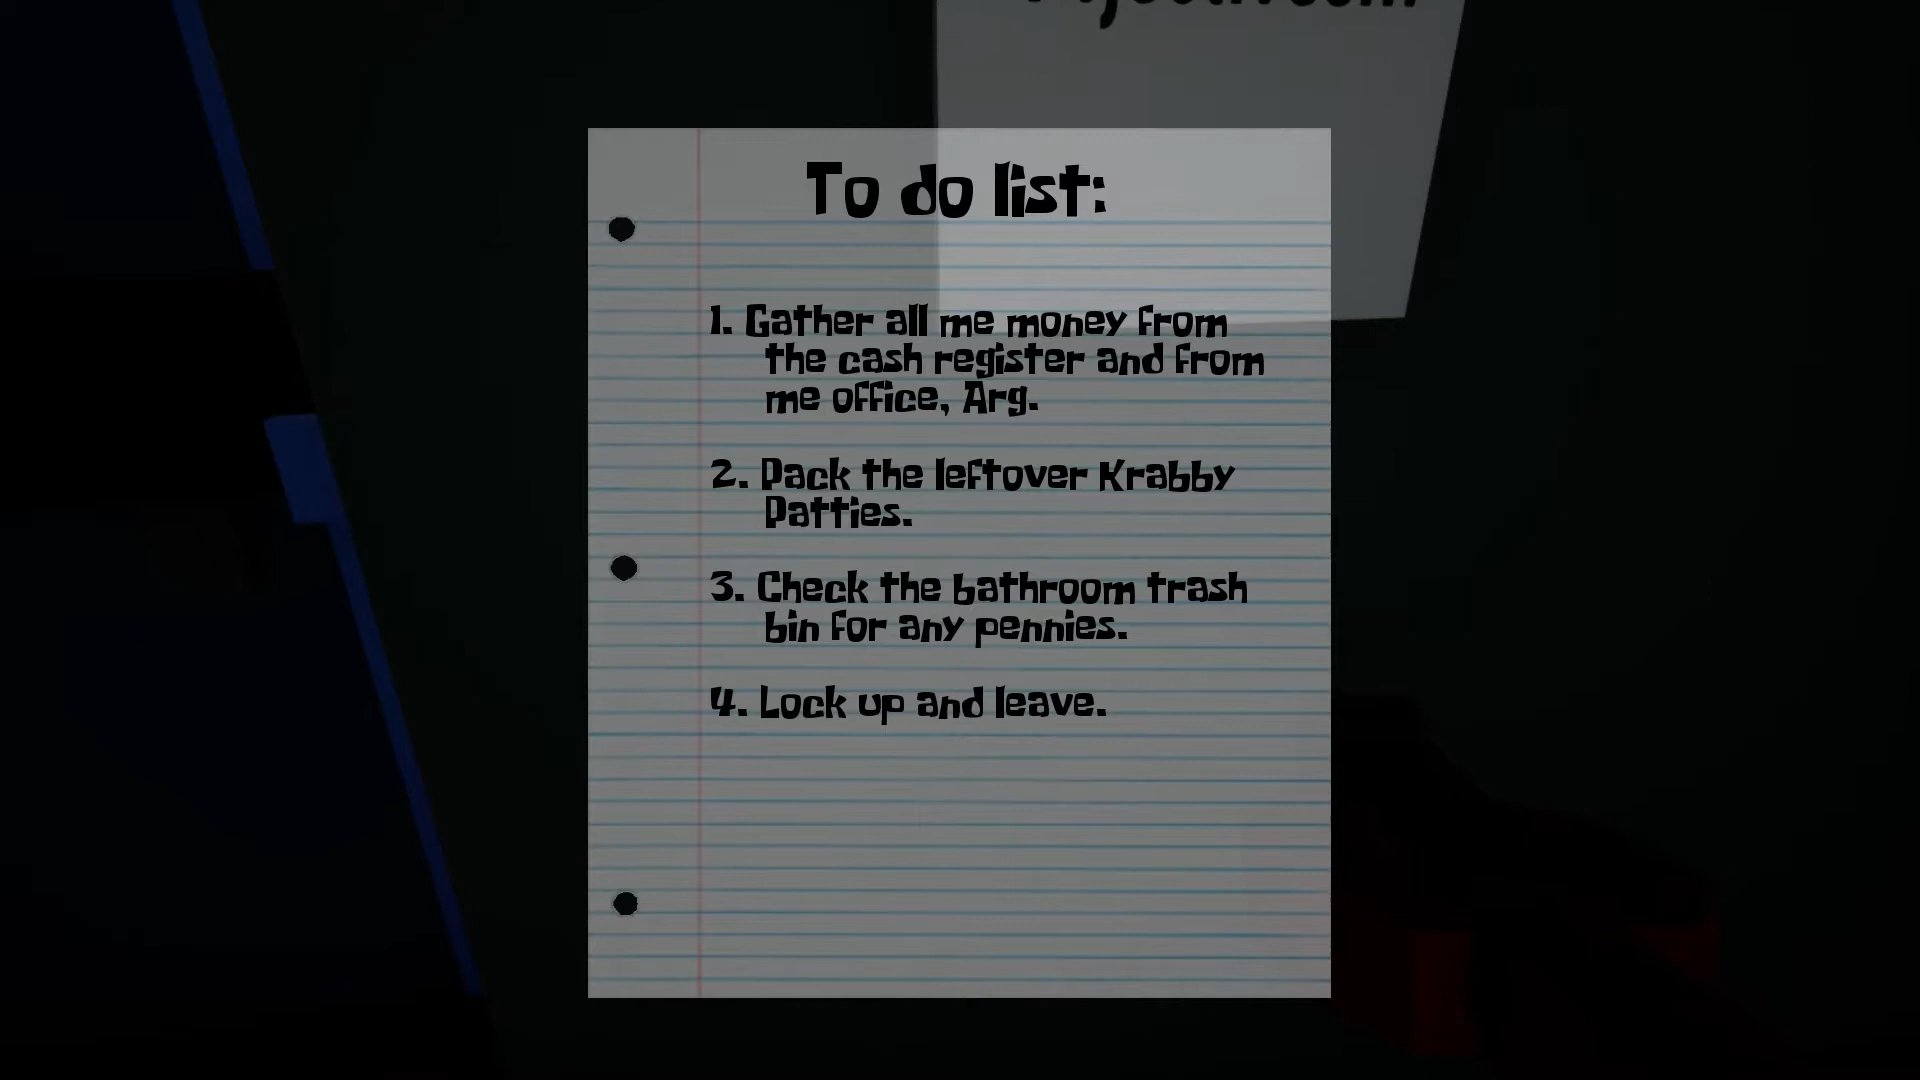 To do list:
1. Gather all me money from
the cash register and from
me office, Arg.
2. Pack the leftover Krabby
Patties.
3. Check the bathroom trash
bin for any pennies.
4. Lock up and leave.